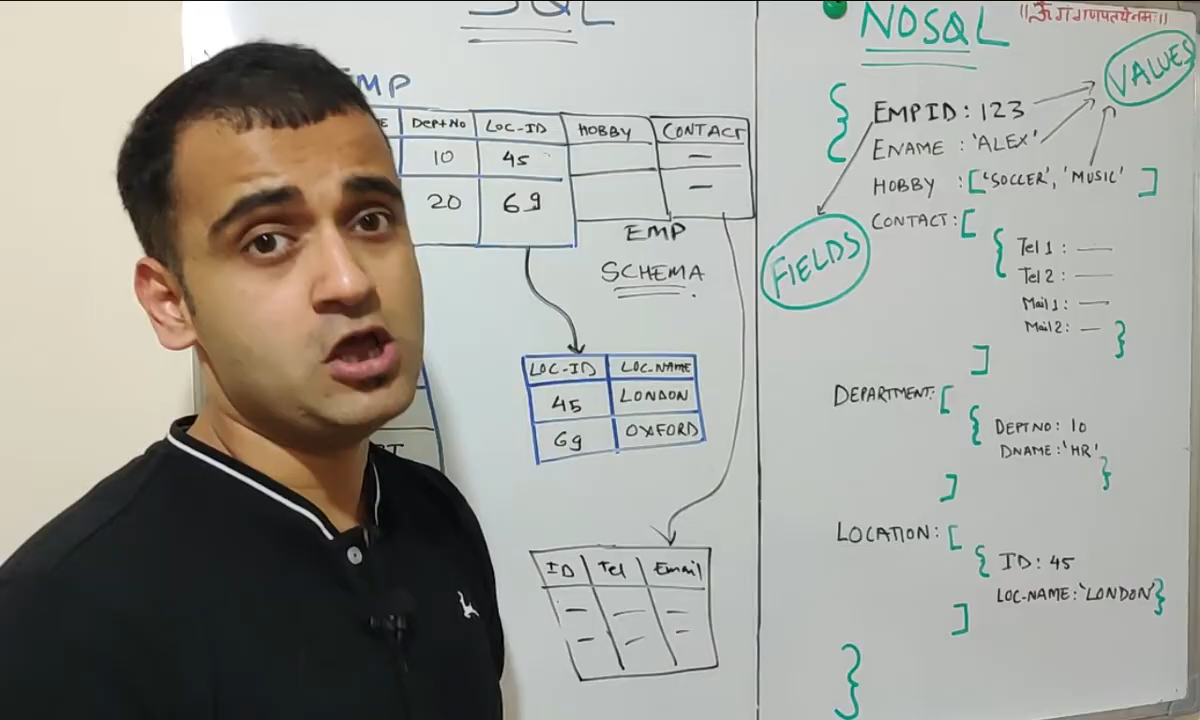 SQL
EMP
E DEPTNO LOC-ID HOBBY CONTACT
10 45 —
20 69 —
EMP
SCHEMA
LOC-ID LOC-NAME
45 LONDON
69 OXFORD
ID Tel Email
— — —
— — —
NOSQL
॥ॐ गं गणपतये नमः॥
VALUES
FIELDS
{
EMPID: 123
ENAME : 'ALEX'
HOBBY : ['SOCCER', 'MUSIC' ]
CONTACT: [
{ Tel 1 : —
Tel 2 : —
Mail 1 : —
Mail 2 : — }
]
DEPARTMENT: [
{ DEPTNO: 10
DNAME: 'HR'
}
]
LOCATION: [
{ ID: 45
LOC-NAME: 'LONDON' }
]
}